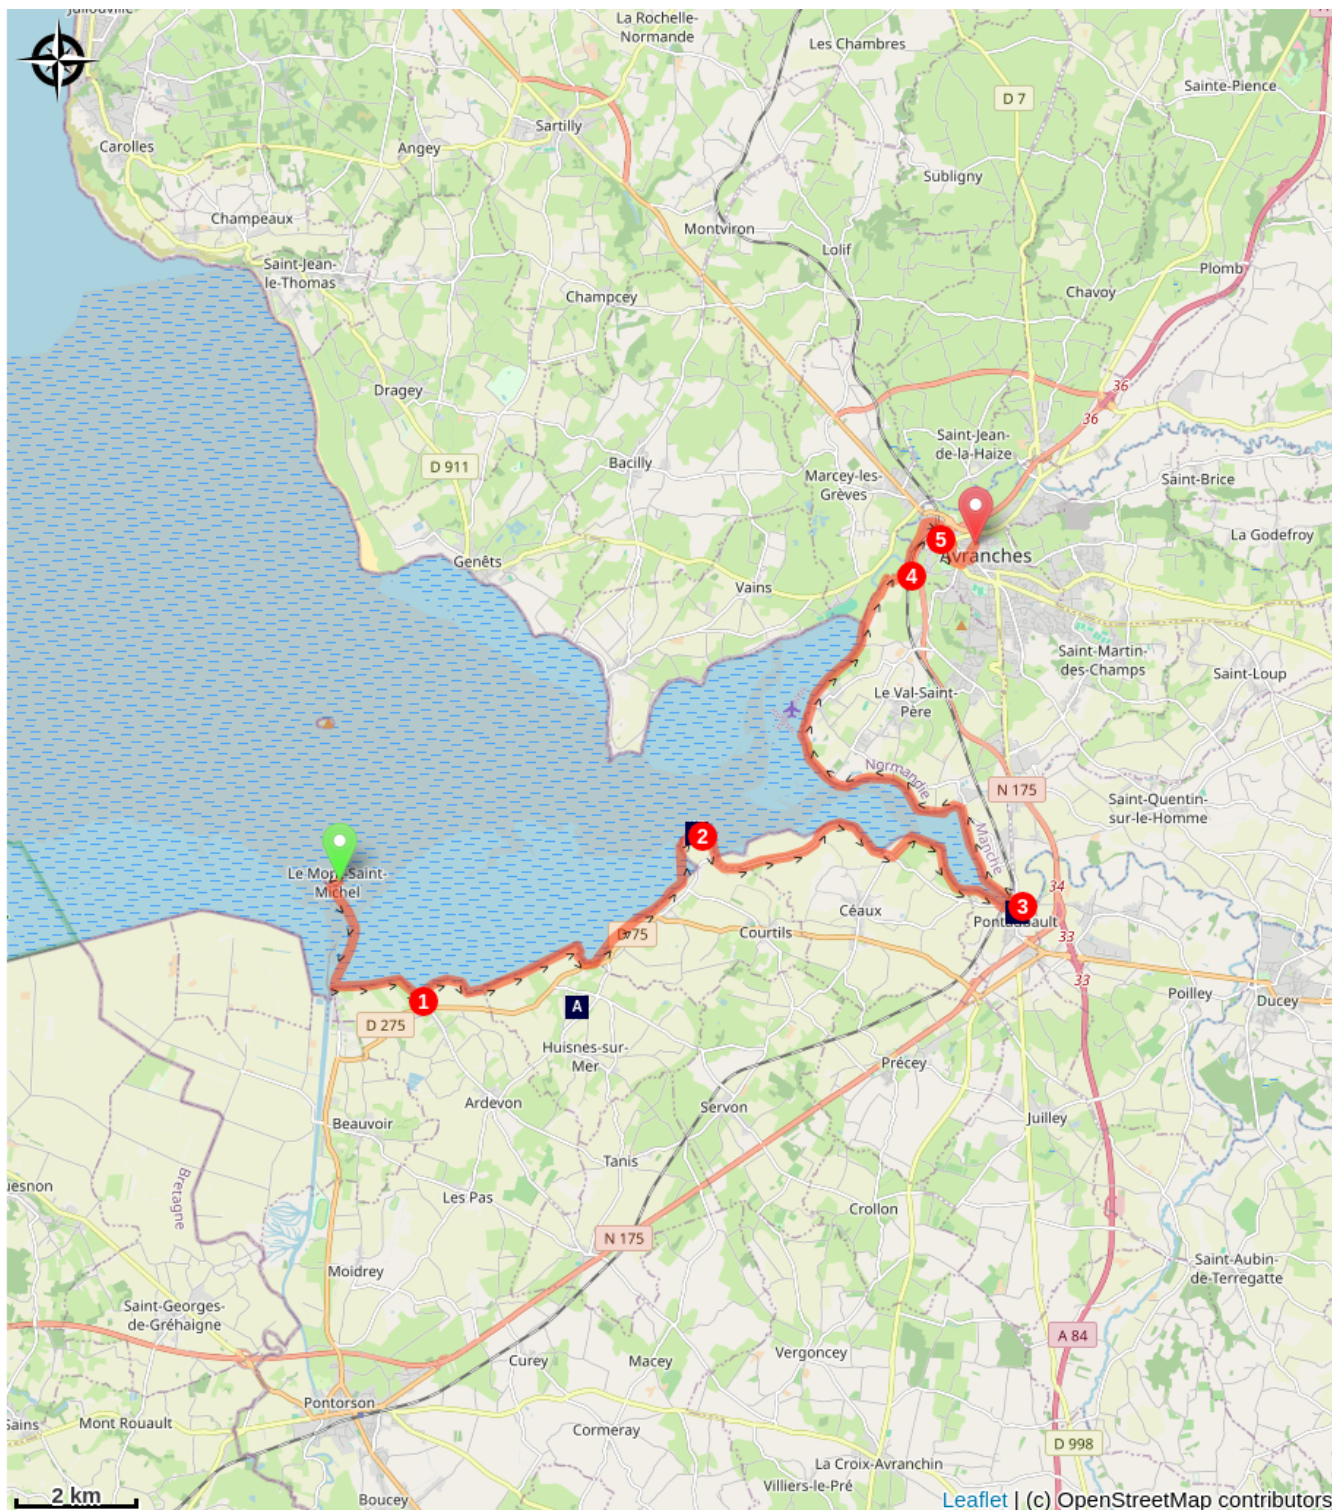 Jullouville
La Rochelle-
Normande
Les Chambres
Sainte-Pience
D 7
Sartilly
Carolles
Angey
Subligny
Champeaux
Montviron
Lolif
Saint-Jean-
le-Thomas
Plomb
Champcey
Chavoy
36
Dragey
36
Saint-Jean-
de-la-Haize
D 911
Bacilly
Marcey-les-
Grèves
Saint-Brice
La Godefroy
5
Avranches
Genêts
4
Vains
Saint-Martin-
des-Champs
Saint-Loup
Le Val-Saint-
Père
Normandie
N 175
Saint-Quentin-
sur-le-Homme
2
Manche
Le Mont-Saint-
Michel
34
3
Céaux
Pontaubault
D 75
Courtils
33
33
Poilley
Ducey
1
A
D 275
Huisnes-sur-
Mer
Précey
Ardevon
Servon
Juilley
Beauvoir
Tanis
Bretagne
uesnon
Les Pas
Crollon
N 175
Moidrey
Saint-Aubin-
de-Terregatte
Saint-Georges-
de-Gréhaigne
A 84
Curey
Macey
Vergoncey
Pontorson
Sains
Mont Rouault
Cormeray
D 998
La Croix-Avranchin
Villiers-le-Pré
2 km
Boucey
Leaflet | (c) OpenStreetMap contributors